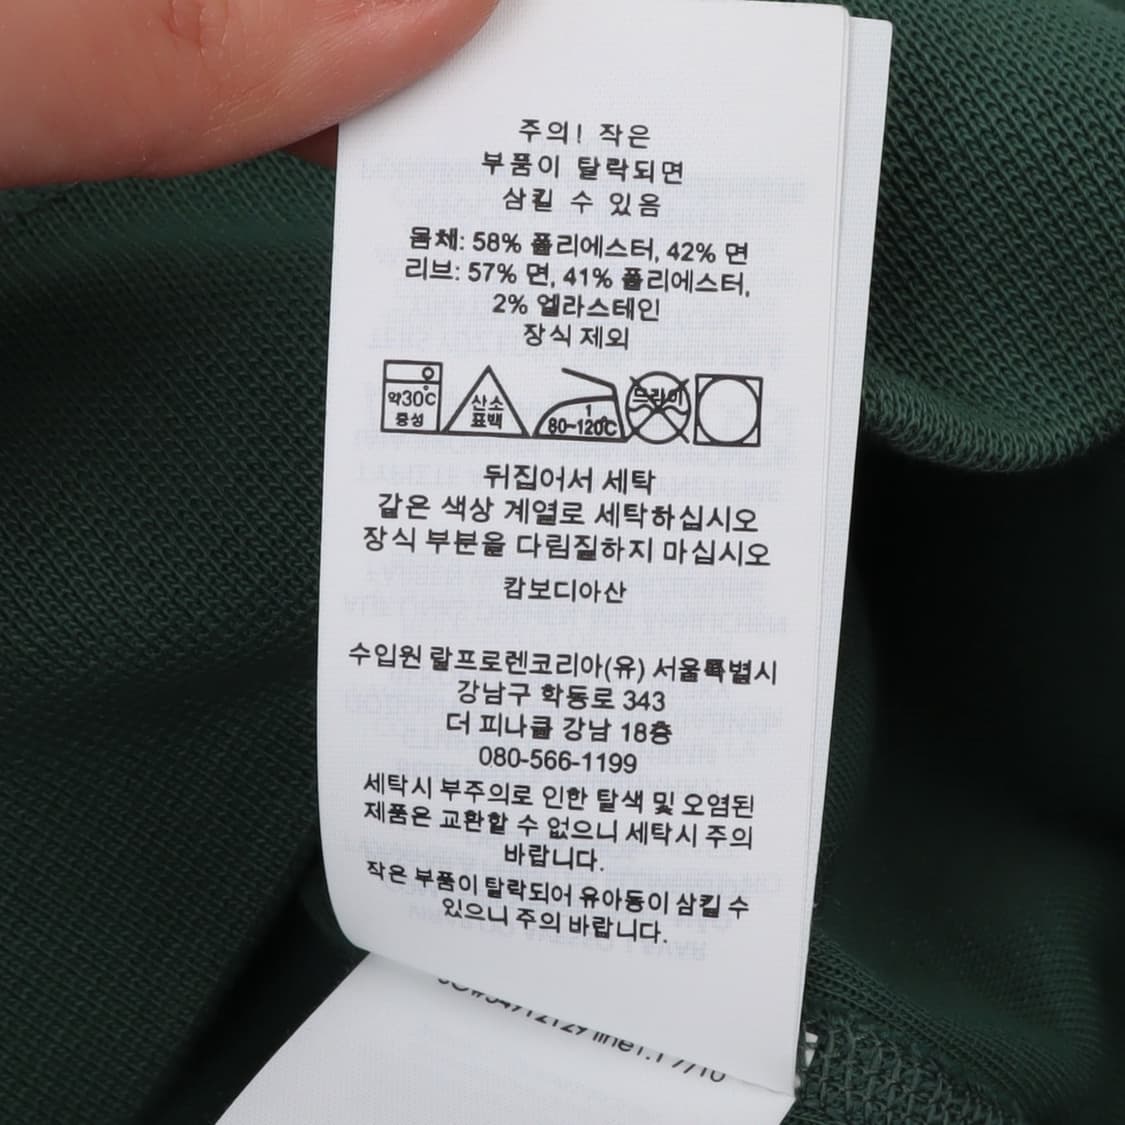 주의! 작은
부품이 탈락되면
삼킬 수 있음
몸체: 58% 폴리에스터, 42% 면
리브: 57% 면, 41% 폴리에스터,
2% 엘라스테인
장식 제외
약30℃
중성
산소
표백
1
80~120℃
드라이
뒤집어서 세탁
같은 색상 계열로 세탁하십시오
장식 부분을 다림질하지 마십시오
캄보디아산
수입원 랄프로렌코리아(유) 서울특별시
강남구 학동로 343
더 피나클 강남 18층
080-566-1199
세탁시 부주의로 인한 탈색 및 오염된
제품은 교환할 수 없으니 세탁시 주의
바랍니다.
작은 부품이 탈락되어 유아동이 삼킬 수
있으니 주의 바랍니다.